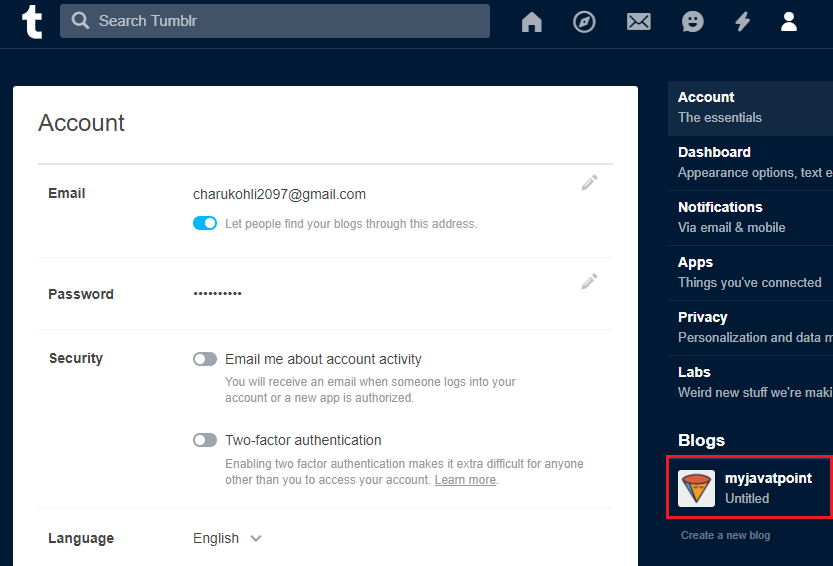 t Search Tumblr
Account
Email
charukohli2097@gmail.com
Let people find your blogs through this address.
Password
••••••••••
Security
Email me about account activity
You will receive an email when someone logs into your
account or a new app is authorized.
Two-factor authentication
Enabling two factor authentication makes it extra difficult for anyone
other than you to access your account. Learn more.
Language
English
Account
The essentials
Dashboard
Appearance options, text e
Notifications
Via email & mobile
Apps
Things you've connected
Privacy
Personalization and data m
Labs
Weird new stuff we're maki
Blogs
myjavatpoint
Untitled
Create a new blog